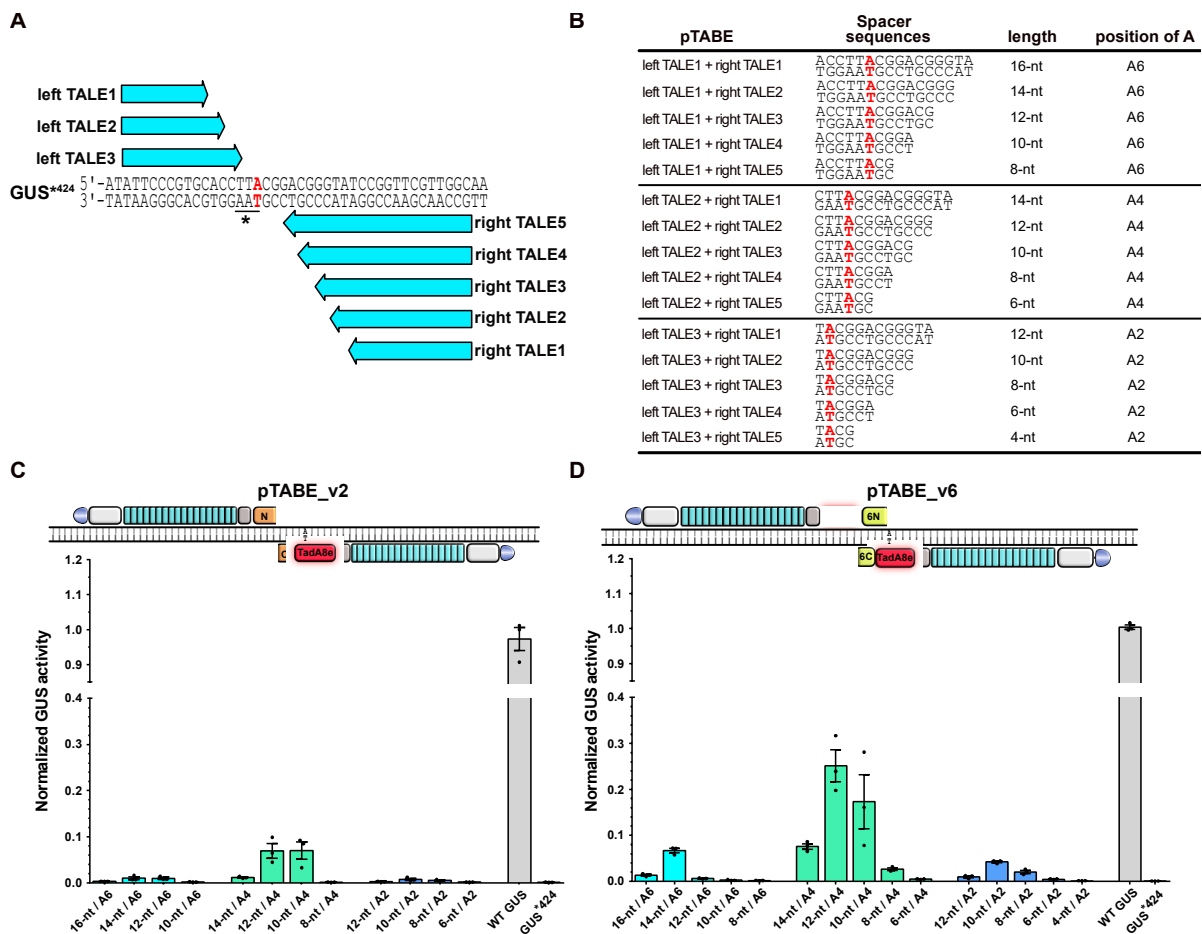 A
left TALE1
left TALE2
left TALE3
GUS*424
5'-ATATTCCCGTGCACCTTACGGACGGGTATCCGGTTCGTTGGCAA
3'-TATAAGGGCACGTGGAATGCCTGCCCATAGGCCAAGCAACCGTT
*
right TALE5
right TALE4
right TALE3
right TALE2
right TALE1
B
pTABE Spacer sequences length position of A
left TALE1 + right TALE1 ACCTTACGGACGGGTA 16-nt A6
TGGAATGCCTGCCCAT
left TALE1 + right TALE2 ACCTTACGGACGGG 14-nt A6
TGGAATGCCTGCCC
left TALE1 + right TALE3 ACCTTACGGACG 12-nt A6
TGGAATGCCTGC
left TALE1 + right TALE4 ACCTTACGGA 10-nt A6
TGGAATGCCT
left TALE1 + right TALE5 ACCTTACG 8-nt A6
TGGAATGC
left TALE2 + right TALE1 CTTACGGACGGGTA 14-nt A4
GAATGCCTGCCCAT
left TALE2 + right TALE2 CTTACGGACGGG 12-nt A4
GAATGCCTGCCC
left TALE2 + right TALE3 CTTACGGACG 10-nt A4
GAATGCCTGC
left TALE2 + right TALE4 CTTACGGA 8-nt A4
GAATGCCT
left TALE2 + right TALE5 CTTACG 6-nt A4
GAATGC
left TALE3 + right TALE1 TACGGACGGGTA 12-nt A2
ATGCCTGCCCAT
left TALE3 + right TALE2 TACGGACGGG 10-nt A2
ATGCCTGCCC
left TALE3 + right TALE3 TACGGACG 8-nt A2
ATGCCTGC
left TALE3 + right TALE4 TACGGA 6-nt A2
ATGCCT
left TALE3 + right TALE5 TACG 4-nt A2
ATGC
C
pTABE_v2
N
A
T
C
TadA8e
Normalized GUS activity
1.2
1.1
1.0
0.9
0.4
0.3
0.2
0.1
0.0
16-nt / A6
14-nt / A6
12-nt / A6
10-nt / A6
14-nt / A4
12-nt / A4
10-nt / A4
8-nt / A4
12-nt / A2
10-nt / A2
8-nt / A2
6-nt / A2
WT GUS
GUS*424
D
pTABE_v6
6N
A
T
6C
TadA8e
Normalized GUS activity
1.2
1.1
1.0
0.9
0.4
0.3
0.2
0.1
0.0
16-nt / A6
14-nt / A6
12-nt / A6
10-nt / A6
8-nt / A6
14-nt / A4
12-nt / A4
10-nt / A4
8-nt / A4
6-nt / A4
12-nt / A2
10-nt / A2
8-nt / A2
6-nt / A2
4-nt / A2
WT GUS
GUS*424